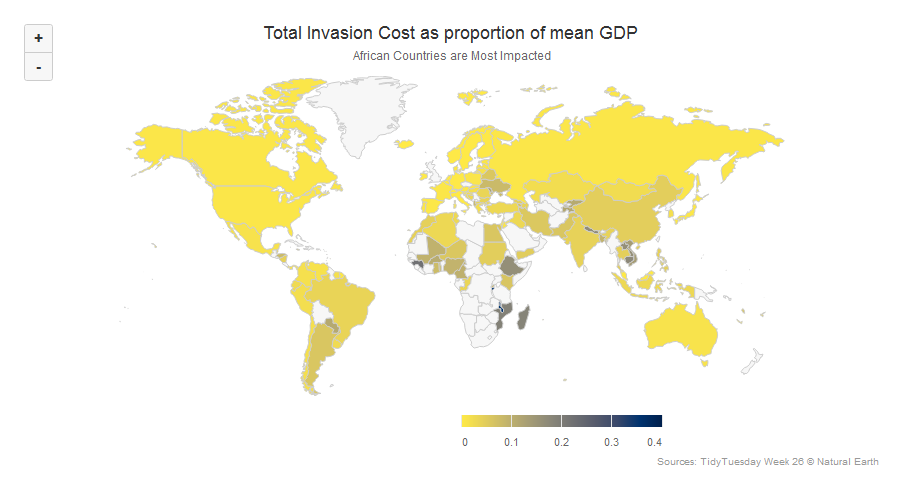 +
-
Total Invasion Cost as proportion of mean GDP
African Countries are Most Impacted
0 0.1 0.2 0.3 0.4
Sources: TidyTuesday Week 26 © Natural Earth